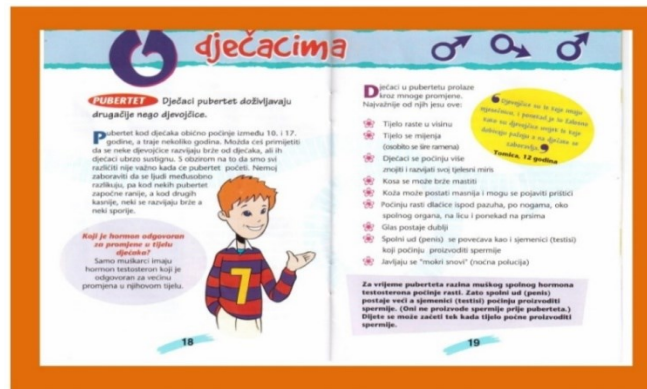 O dječacima
PUBERTET Dječaci pubertet doživljavaju
drugačije nego djevojčice.
Pubertet kod dječaka obično počinje između 10. i 17.
godine, a traje nekoliko godina. Možda ćeš primijetiti
da se neke djevojčice razvijaju brže od dječaka, ali ih
dječaci ubrzo sustignu. S obzirom na to da smo svi
različiti nije važno kada će pubertet početi. Nemoj
zaboraviti da se ljudi međusobno
razlikuju, pa kod nekih pubertet
započne ranije, a kod drugih
kasnije, neki se razvijaju brže a
neki sporije.
Koji je hormon odgovoran
za promjene u tijelu
dječaka?
Samo muškarci imaju
hormon testosteron koji je
odgovoran za većinu
promjena u njihovom tijelu.
7
18
Dječaci u pubertetu prolaze
kroz mnoge promjene.
Najvažnije od njih jesu ove:
Tomica, 12 godina
Tijelo raste u visinu
Tijelo se mijenja
(osobito se šire ramena)
Dječaci se počinju više
znojiti i razvijati svoj tjelesni miris
Kosa se može brže mastiti
Koža može postati masnija i mogu se pojaviti prištići
Počinju rasti dlačice ispod pazuha, po nogama, oko
spolnog organa, na licu i ponekad na prsima
Glas postaje dublji
Spolni ud (penis) se povećava kao i sjemenici (testisi)
koji počinju proizvoditi spermije
Javljaju se "mokri snovi" (noćna polucija)
Za vrijeme puberteta razina muškog spolnog hormona
testosterona počinje rasti. Zato spolni ud (penis)
postaje veći a sjemenici (testisi) počinju proizvoditi
spermije. (Oni ne proizvode spermije prije puberteta.)
Dijete se može začeti tek kada tijelo počne proizvoditi
spermije.
19